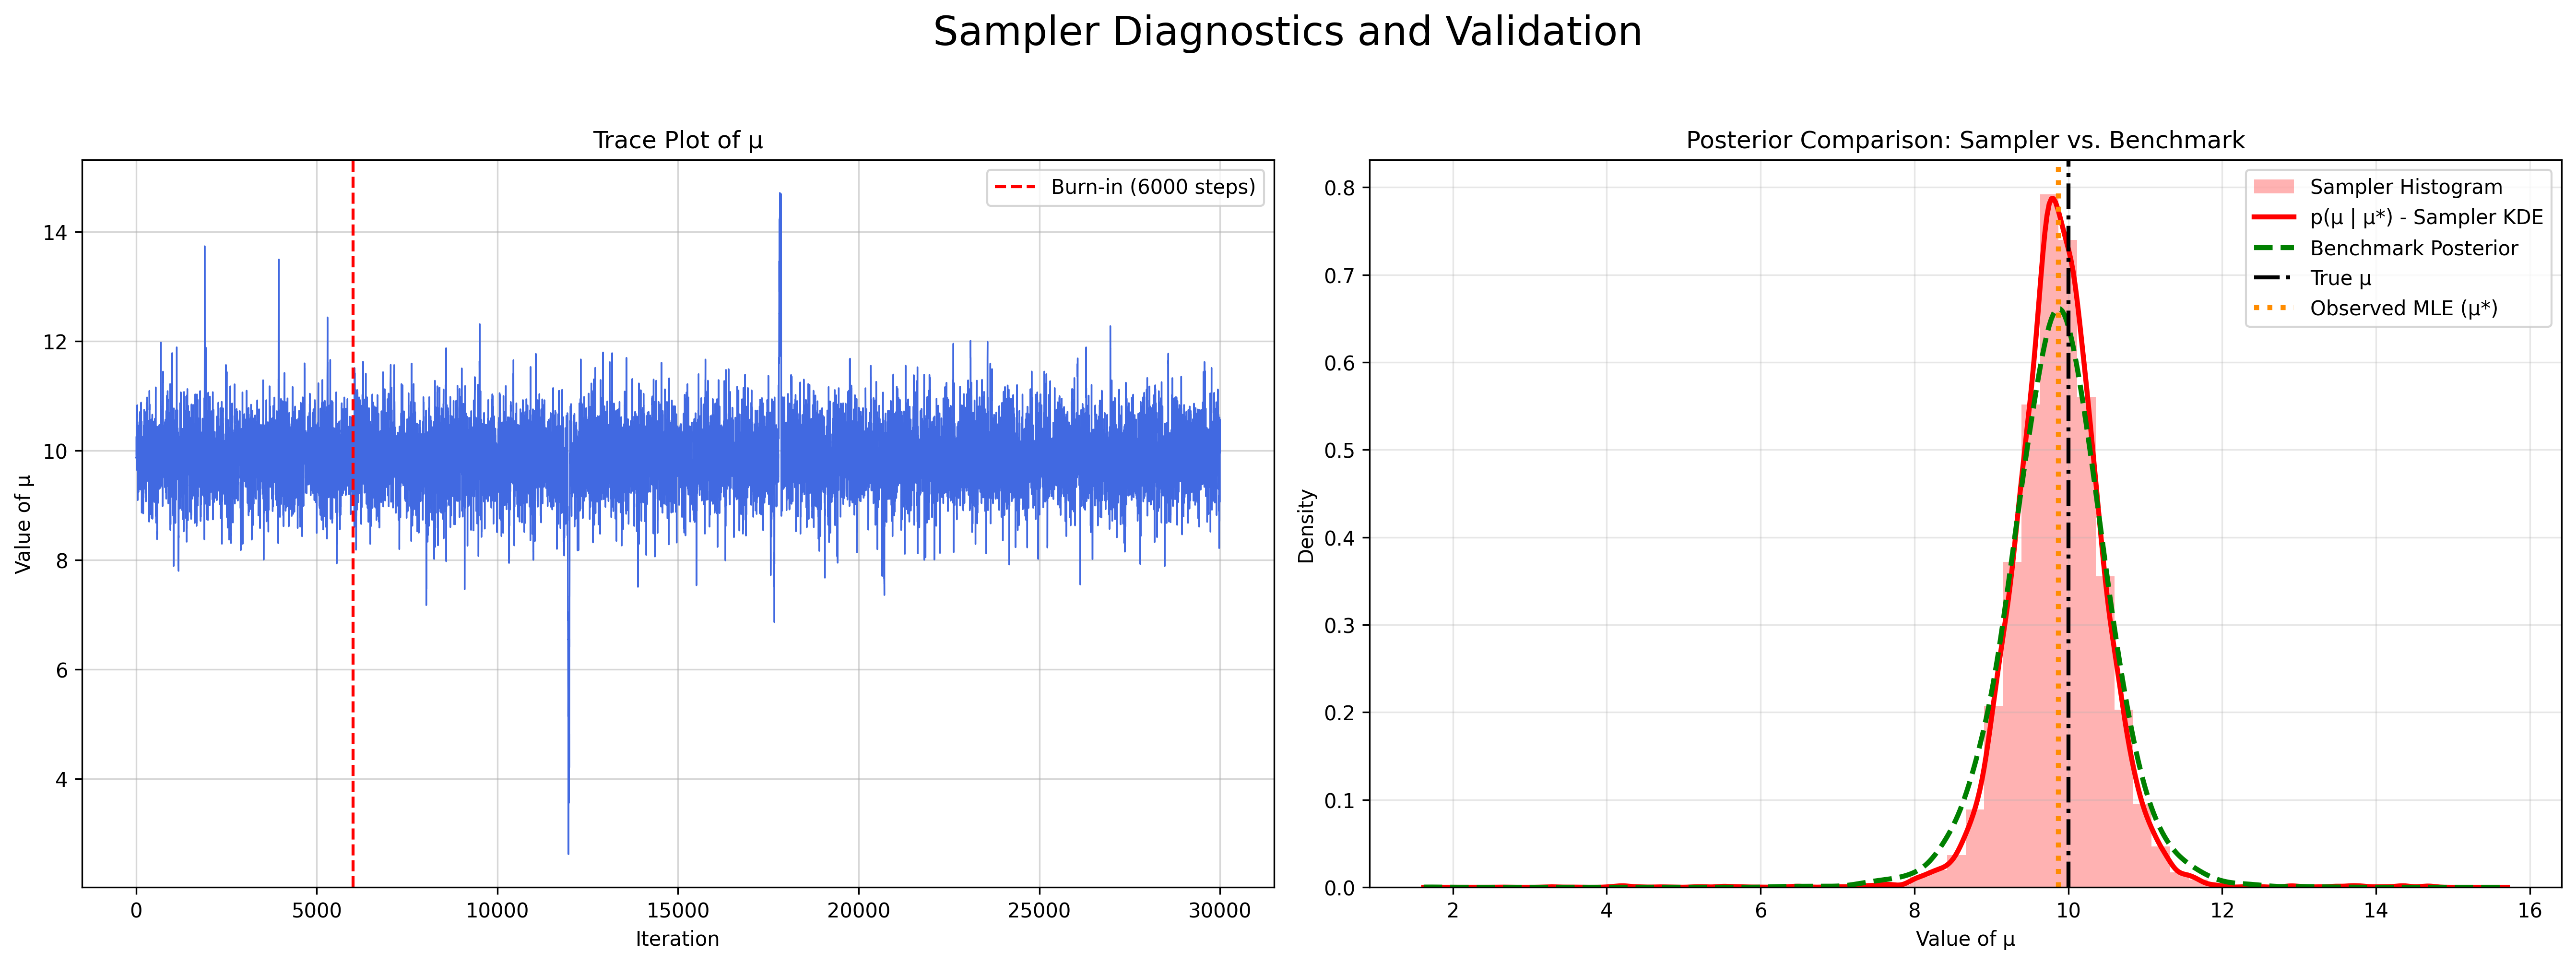 Sampler Diagnostics and Validation
Trace Plot of μ
Burn-in (6000 steps)
Value of μ
14
12
10
8
6
4
0
5000
10000
15000
20000
25000
30000
Iteration
Posterior Comparison: Sampler vs. Benchmark
Sampler Histogram
p(μ | μ*) - Sampler KDE
Benchmark Posterior
True μ
Observed MLE (μ*)
Density
0.8
0.7
0.6
0.5
0.4
0.3
0.2
0.1
0.0
2
4
6
8
10
12
14
16
Value of μ